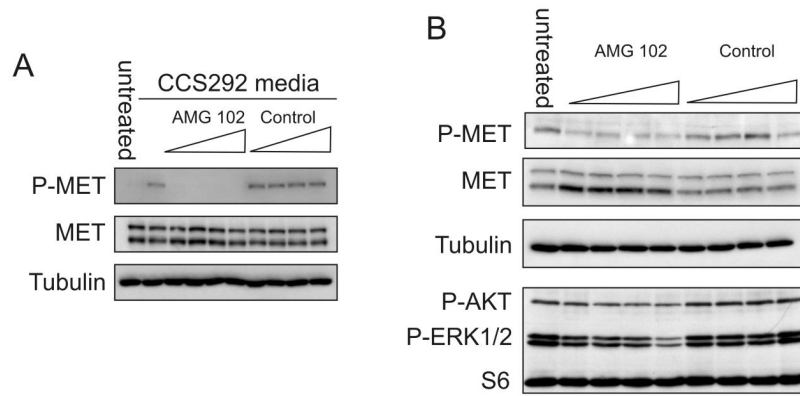 A
untreated
CCS292 media
AMG 102
Control
P-MET
MET
Tubulin
B
untreated
AMG 102
Control
P-MET
MET
Tubulin
P-AKT
P-ERK1/2
S6